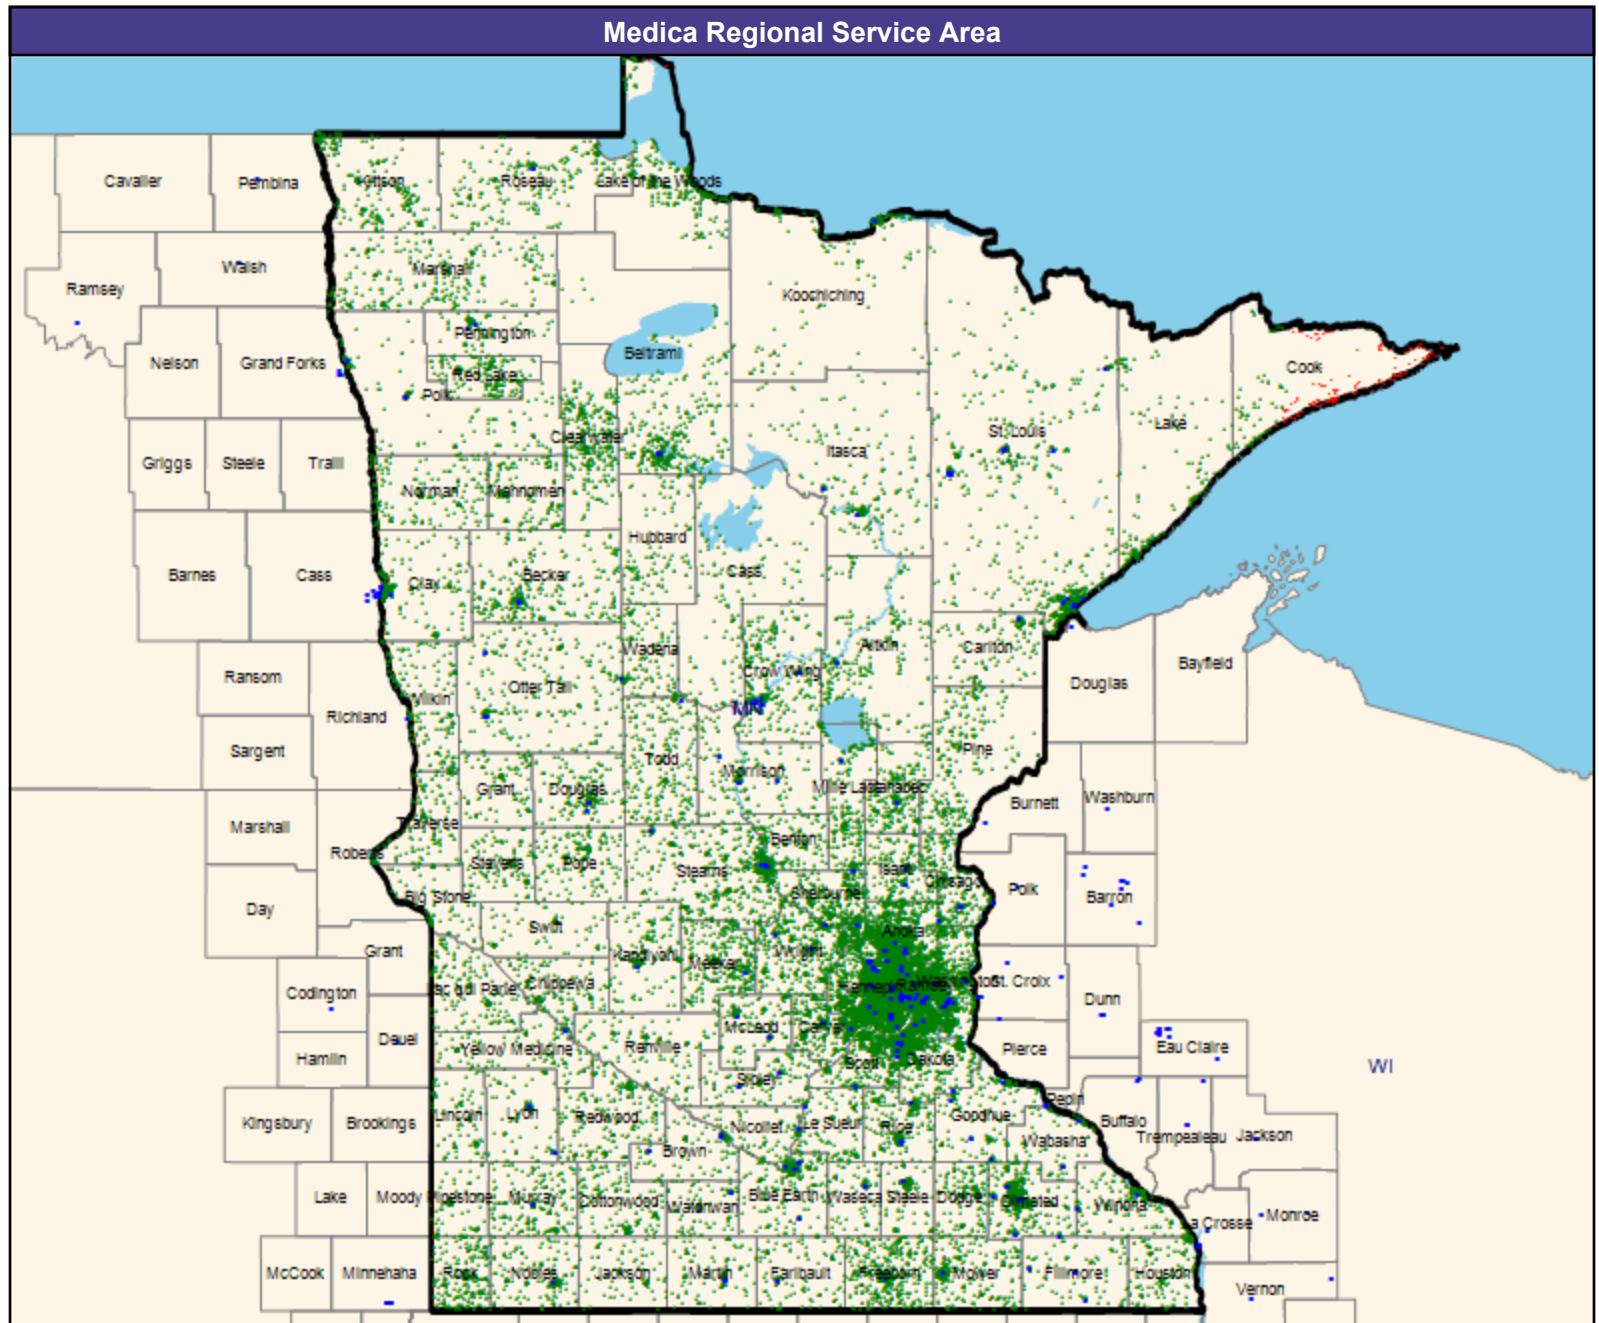 Medica Regional Service Area
Cavalier
Pembina
Kittson
Roseau
Lake of the Woods
Walsh
Marshall
Ramsey
Koochiching
Pennington
Beltrami
Nelson
Grand Forks
Red Lake
Cook
Polk
Lake
St. Louis
Clearwater
Itasca
Griggs
Steele
Traill
Norman
Mahnomen
Hubbard
Cass
Barnes
Cass
Clay
Becker
Wadena
Aitkin
Carlton
Crow Wing
Bayfield
Ransom
Douglas
Otter Tail
Wilkin
MN
Richland
Sargent
Pine
Todd
Morrison
Grant
Douglas
Mille Lacs
Kanabec
Burnett
Washburn
Marshall
Traverse
Benton
Roberts
Stevens
Pope
Stearns
Isanti
Chisago
Sherburne
Polk
Barron
Big Stone
Day
Swift
Anoka
Grant
Kandiyohi
Meeker
Wright
Codington
Lac qui Parle
Chippewa
Hennepin
Ramsey
Washington
St. Croix
Dunn
McLeod
Carver
Deuel
Yellow Medicine
Renville
Pierce
Eau Claire
Hamlin
Scott
Dakota
WI
Sibley
Pepin
Kingsbury
Brookings
Lincoln
Lyon
Redwood
Nicollet
Le Sueur
Rice
Goodhue
Buffalo
Trempealeau
Jackson
Wabasha
Brown
Lake
Moody
Pipestone
Murray
Cottonwood
Watonwan
Blue Earth
Waseca
Steele
Dodge
Olmsted
Winona
La Crosse
Monroe
McCook
Minnehaha
Rock
Nobles
Jackson
Martin
Faribault
Freeborn
Mower
Fillmore
Houston
Vernon